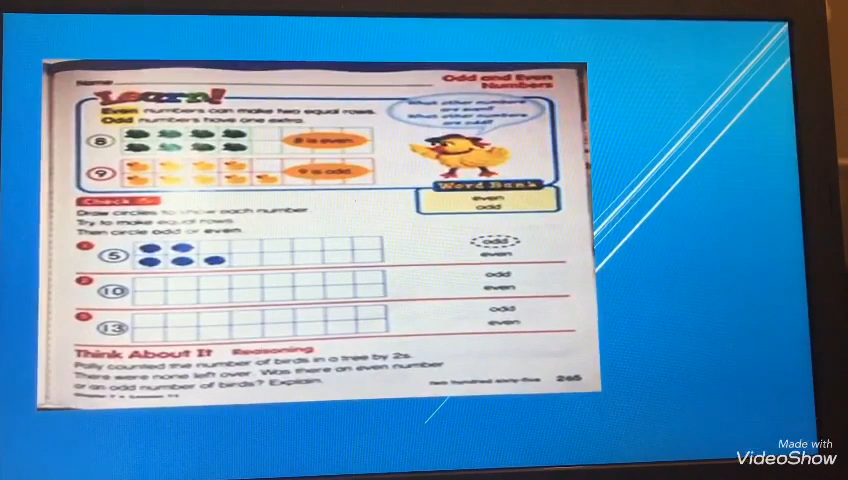 Name
Odd and Even
Numbers
Learn!
Even numbers can make two equal rows.
Odd numbers have one extra.
What other numbers
are even?
What other numbers
are odd?
8
8 is even.
9
9 is odd.
Word Bank
even
odd
Check
Draw circles to show each number.
Try to make equal rows.
Then circle odd or even.
1
5
odd
even
2
10
odd
even
3
13
odd
even
Think About It Reasoning
Polly counted the number of birds in a tree by 2s.
There were none left over. Was there an even number
or an odd number of birds? Explain.
two hundred sixty-five 265
Made with
VideoShow